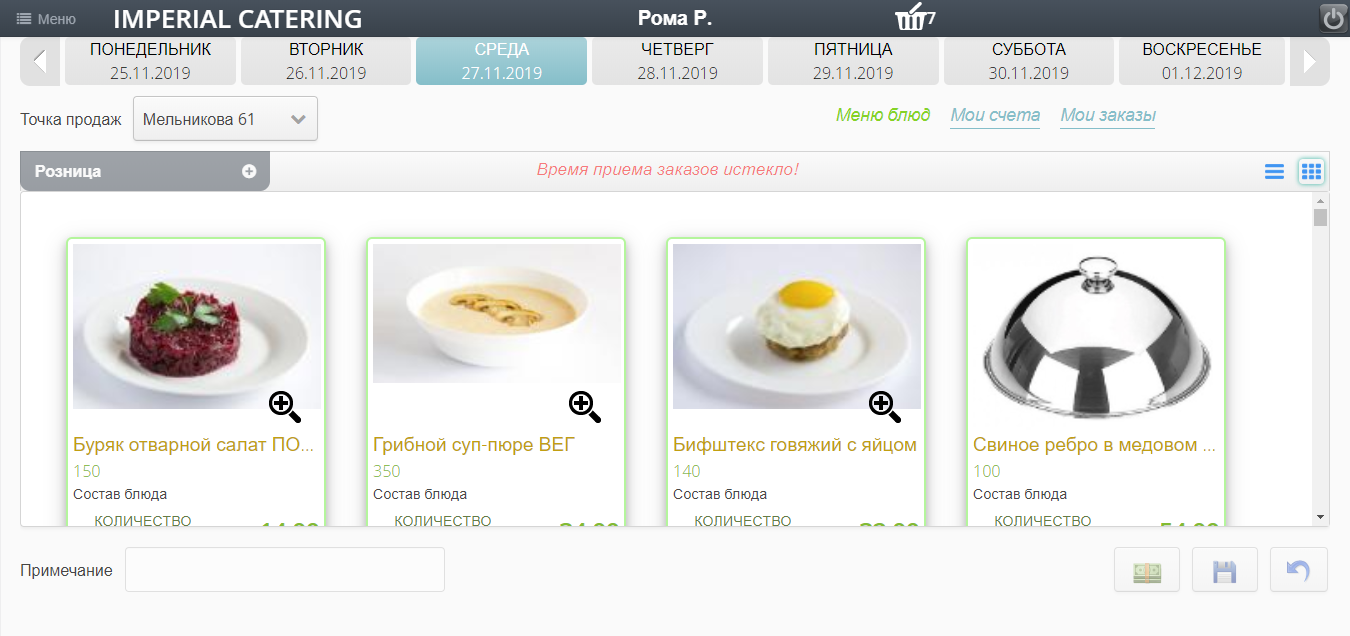 Меню
IMPERIAL CATERING
Рома Р.
7
ПОНЕДЕЛЬНИК
25.11.2019
ВТОРНИК
26.11.2019
СРЕДА
27.11.2019
ЧЕТВЕРГ
28.11.2019
ПЯТНИЦА
29.11.2019
СУББОТА
30.11.2019
ВОСКРЕСЕНЬЕ
01.12.2019
Точка продаж
Мельникова 61
Меню блюд
Мои счета
Мои заказы
Розница
Время приема заказов истекло!
Буряк отварной салат ПО...
150
Состав блюда
КОЛИЧЕСТВО
Грибной суп-пюре ВЕГ
350
Состав блюда
КОЛИЧЕСТВО
Бифштекс говяжий с яйцом
140
Состав блюда
КОЛИЧЕСТВО
Свиное ребро в медовом ...
100
Состав блюда
КОЛИЧЕСТВО
Примечание